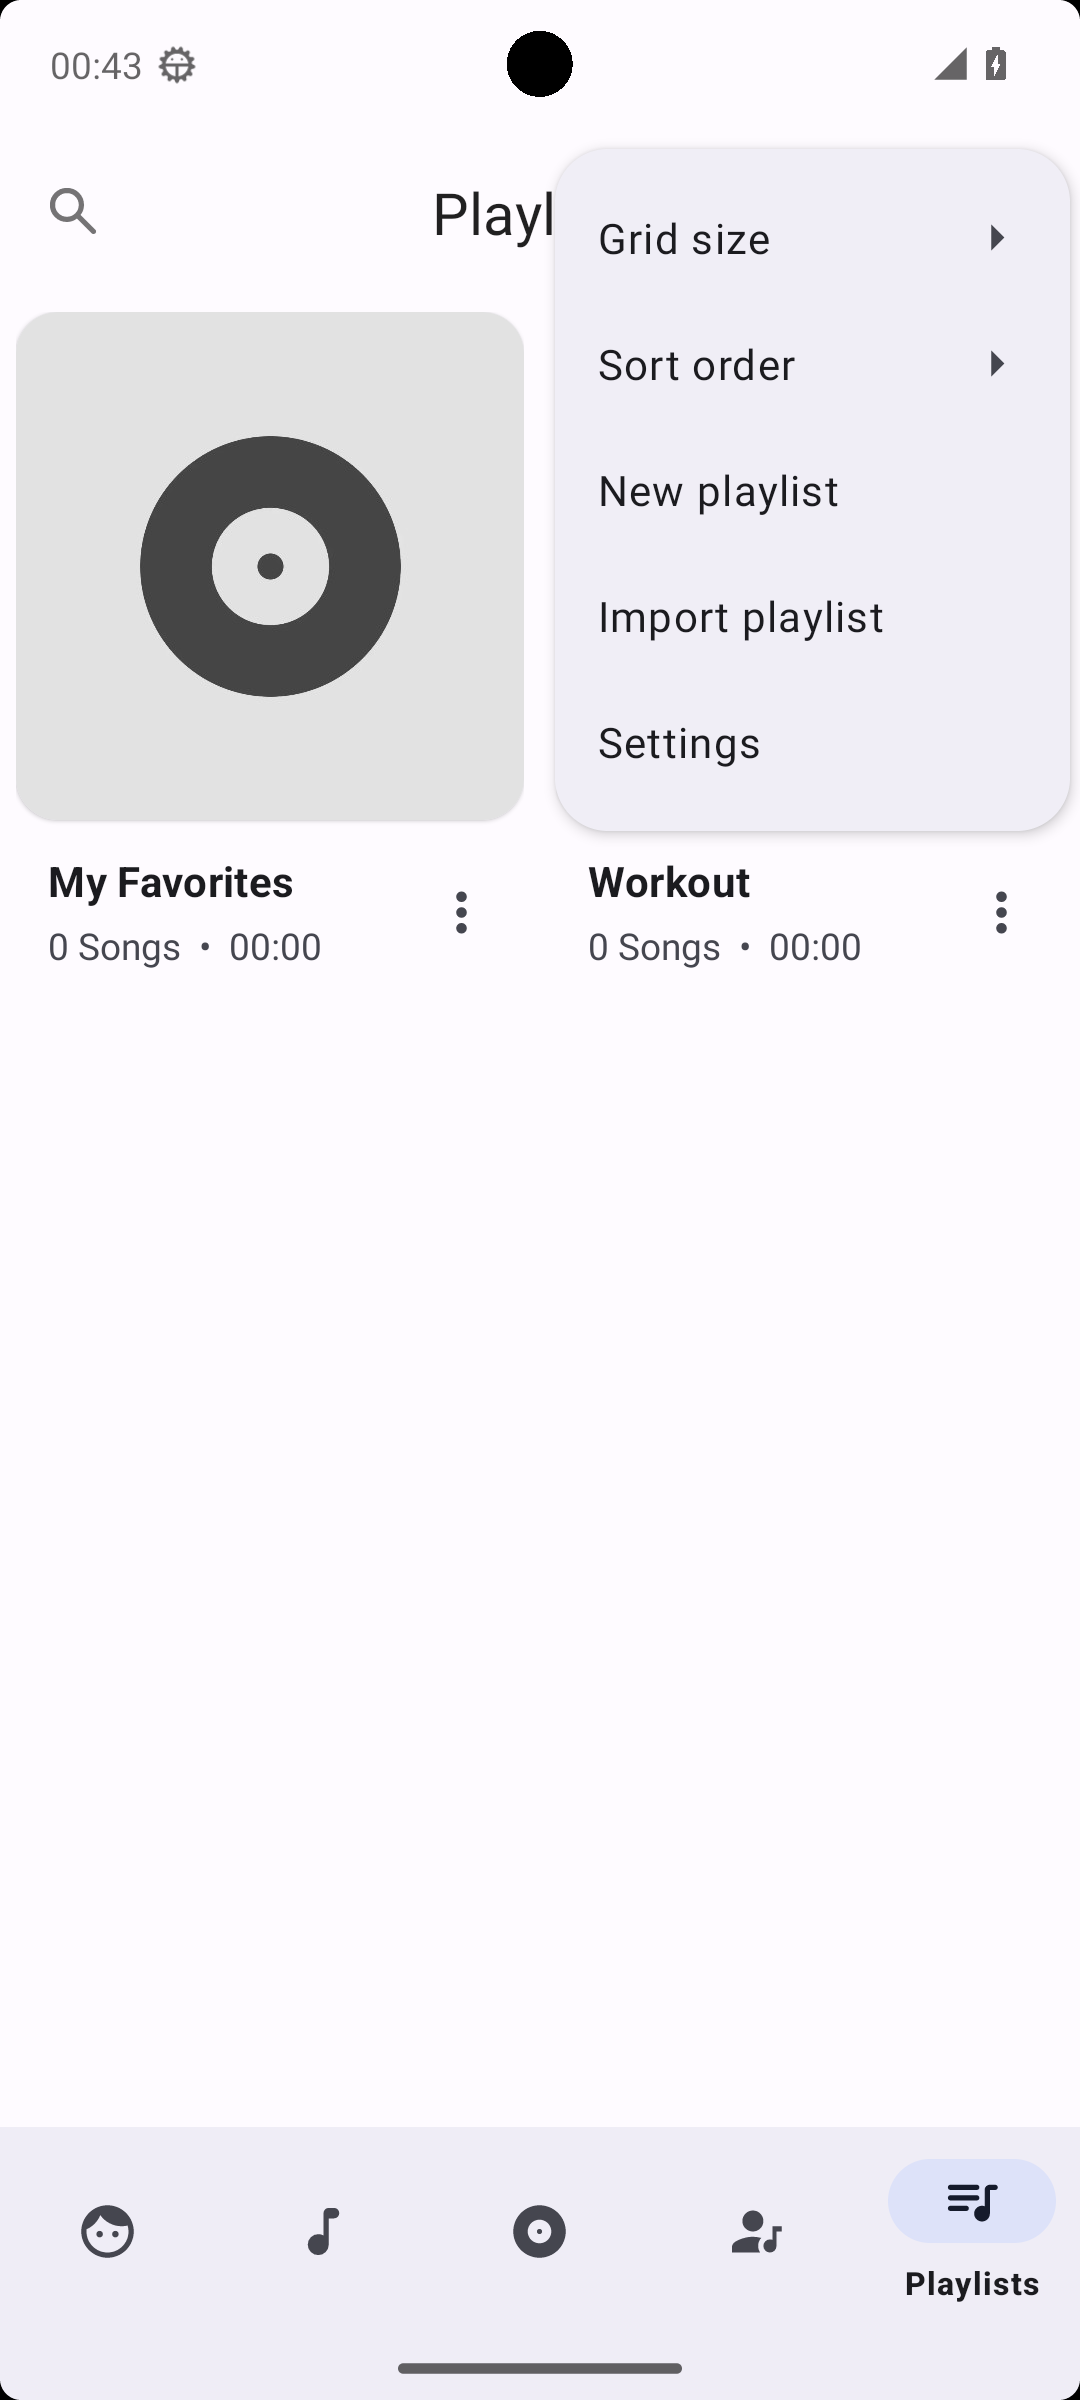 00:43
Playl
Grid size
Sort order
New playlist
Import playlist
Settings
My Favorites
0 Songs • 00:00
Workout
0 Songs • 00:00
Playlists